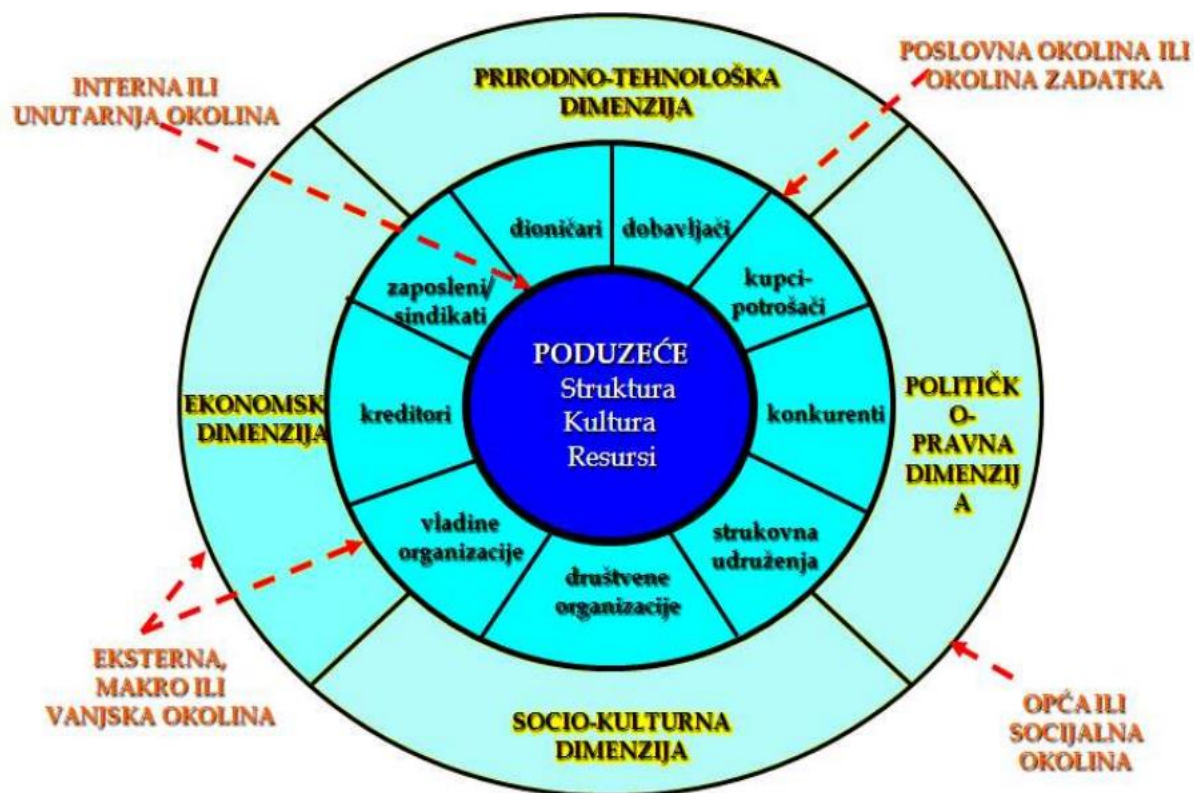 PRIRODNO-TEHNOLOŠKA
DIMENZIJA
INTERNA ILI
UNUTARNJA OKOLINA
POSLOVNA OKOLINA ILI
OKOLINA ZADATKA
dioničari
dobavljači
zaposleni/
sindikati
kupci-
potrošači
PODUZEĆE
Struktura
Kultura
Resursi
EKONOMSK
DIMENZIJA
kreditori
konkurenti
POLITIČK
O-
PRAVNA
DIMENZIJ
A
vladine
organizacije
strukovna
udruženja
društvene
organizacije
EKSTERNA,
MAKRO ILI
VANJSKA OKOLINA
SOCIO-KULTURNA
DIMENZIJA
OPĆA ILI
SOCIJALNA
OKOLINA